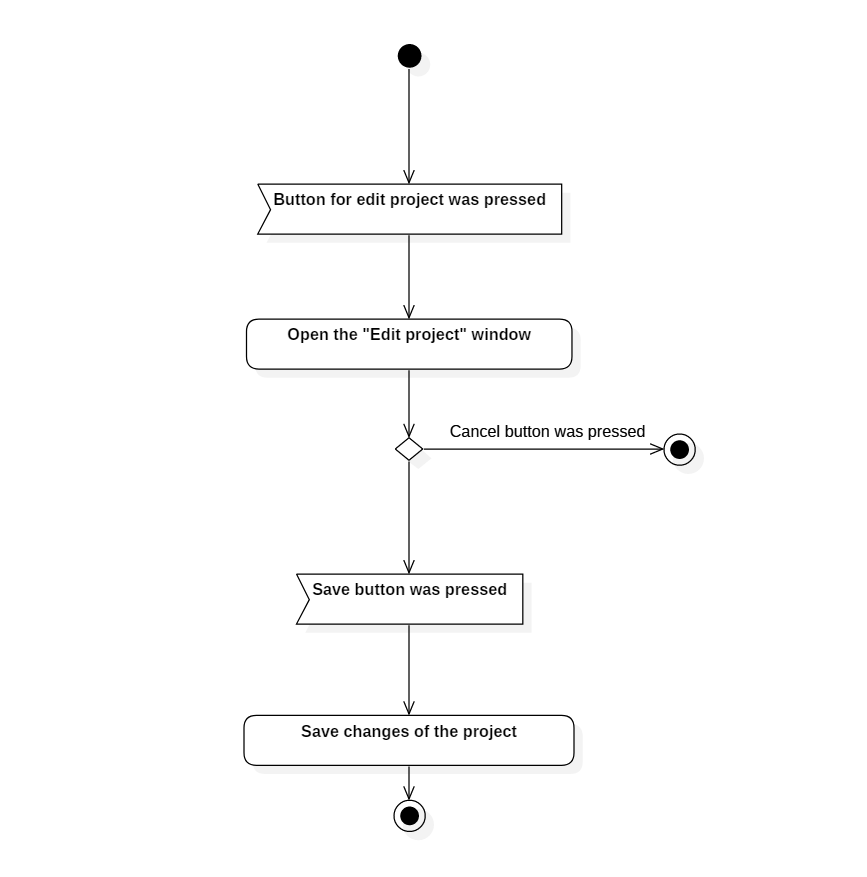 Button for edit project was pressed
Open the "Edit project" window
Cancel button was pressed
Save button was pressed
Save changes of the project